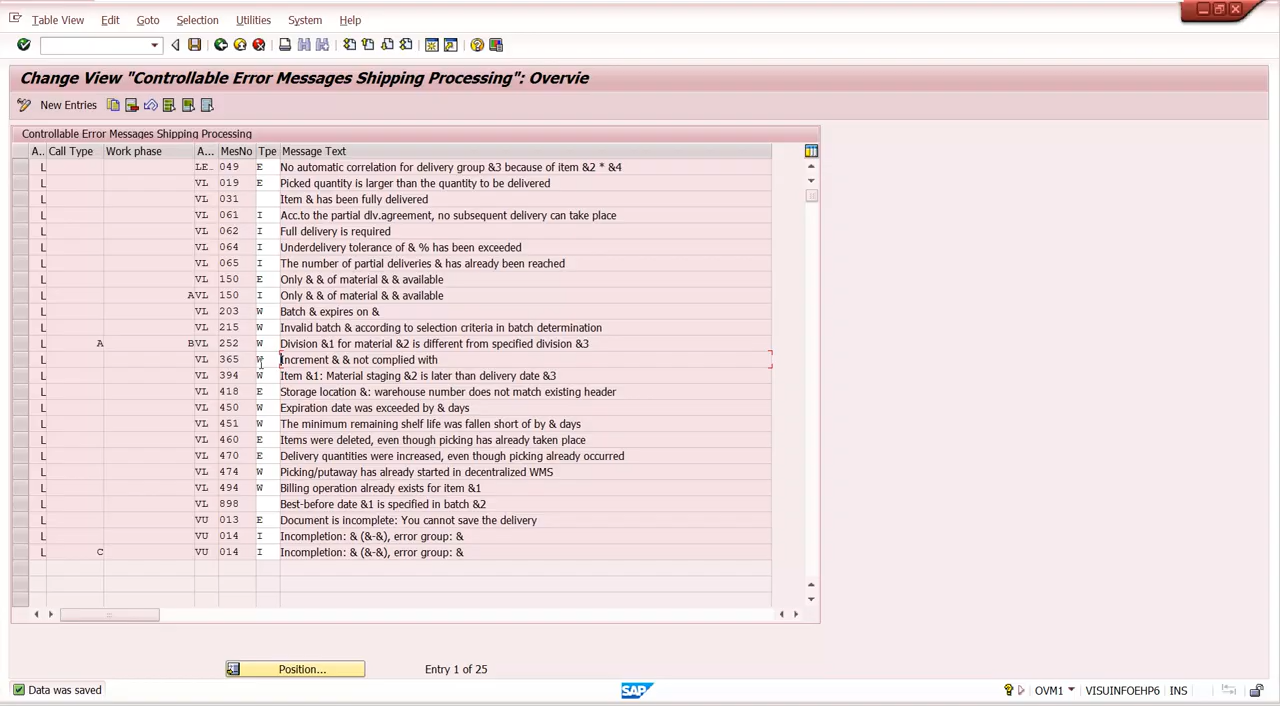 Table View Edit Goto Selection Utilities System Help
Change View "Controllable Error Messages Shipping Processing": Overvie
New Entries
Controllable Error Messages Shipping Processing
A.. Call Type Work phase A... MesNo Tpe Message Text
L LE. 049 E No automatic correlation for delivery group &3 because of item &2 * &4
L VL 019 E Picked quantity is larger than the quantity to be delivered
L VL 031 Item & has been fully delivered
L VL 061 I Acc.to the partial dlv.agreement, no subsequent delivery can take place
L VL 062 I Full delivery is required
L VL 064 I Underdelivery tolerance of & % has been exceeded
L VL 065 I The number of partial deliveries & has already been reached
L VL 150 E Only & & of material & & available
L A VL 150 I Only & & of material & & available
L VL 203 W Batch & expires on &
L VL 215 W Invalid batch & according to selection criteria in batch determination
L A B VL 252 W Division &1 for material &2 is different from specified division &3
L VL 365 W Increment & & not complied with
L VL 394 W Item &1: Material staging &2 is later than delivery date &3
L VL 418 E Storage location &: warehouse number does not match existing header
L VL 450 W Expiration date was exceeded by & days
L VL 451 W The minimum remaining shelf life was fallen short of by & days
L VL 460 E Items were deleted, even though picking has already taken place
L VL 470 E Delivery quantities were increased, even though picking already occurred
L VL 474 W Picking/putaway has already started in decentralized WMS
L VL 494 W Billing operation already exists for item &1
L VL 898 Best-before date &1 is specified in batch &2
L VU 013 E Document is incomplete: You cannot save the delivery
L VU 014 I Incompletion: & (&-&), error group: &
L C VU 014 I Incompletion: & (&-&), error group: &
Position... Entry 1 of 25
Data was saved SAP OVM1 VISUINFOEHP6 INS